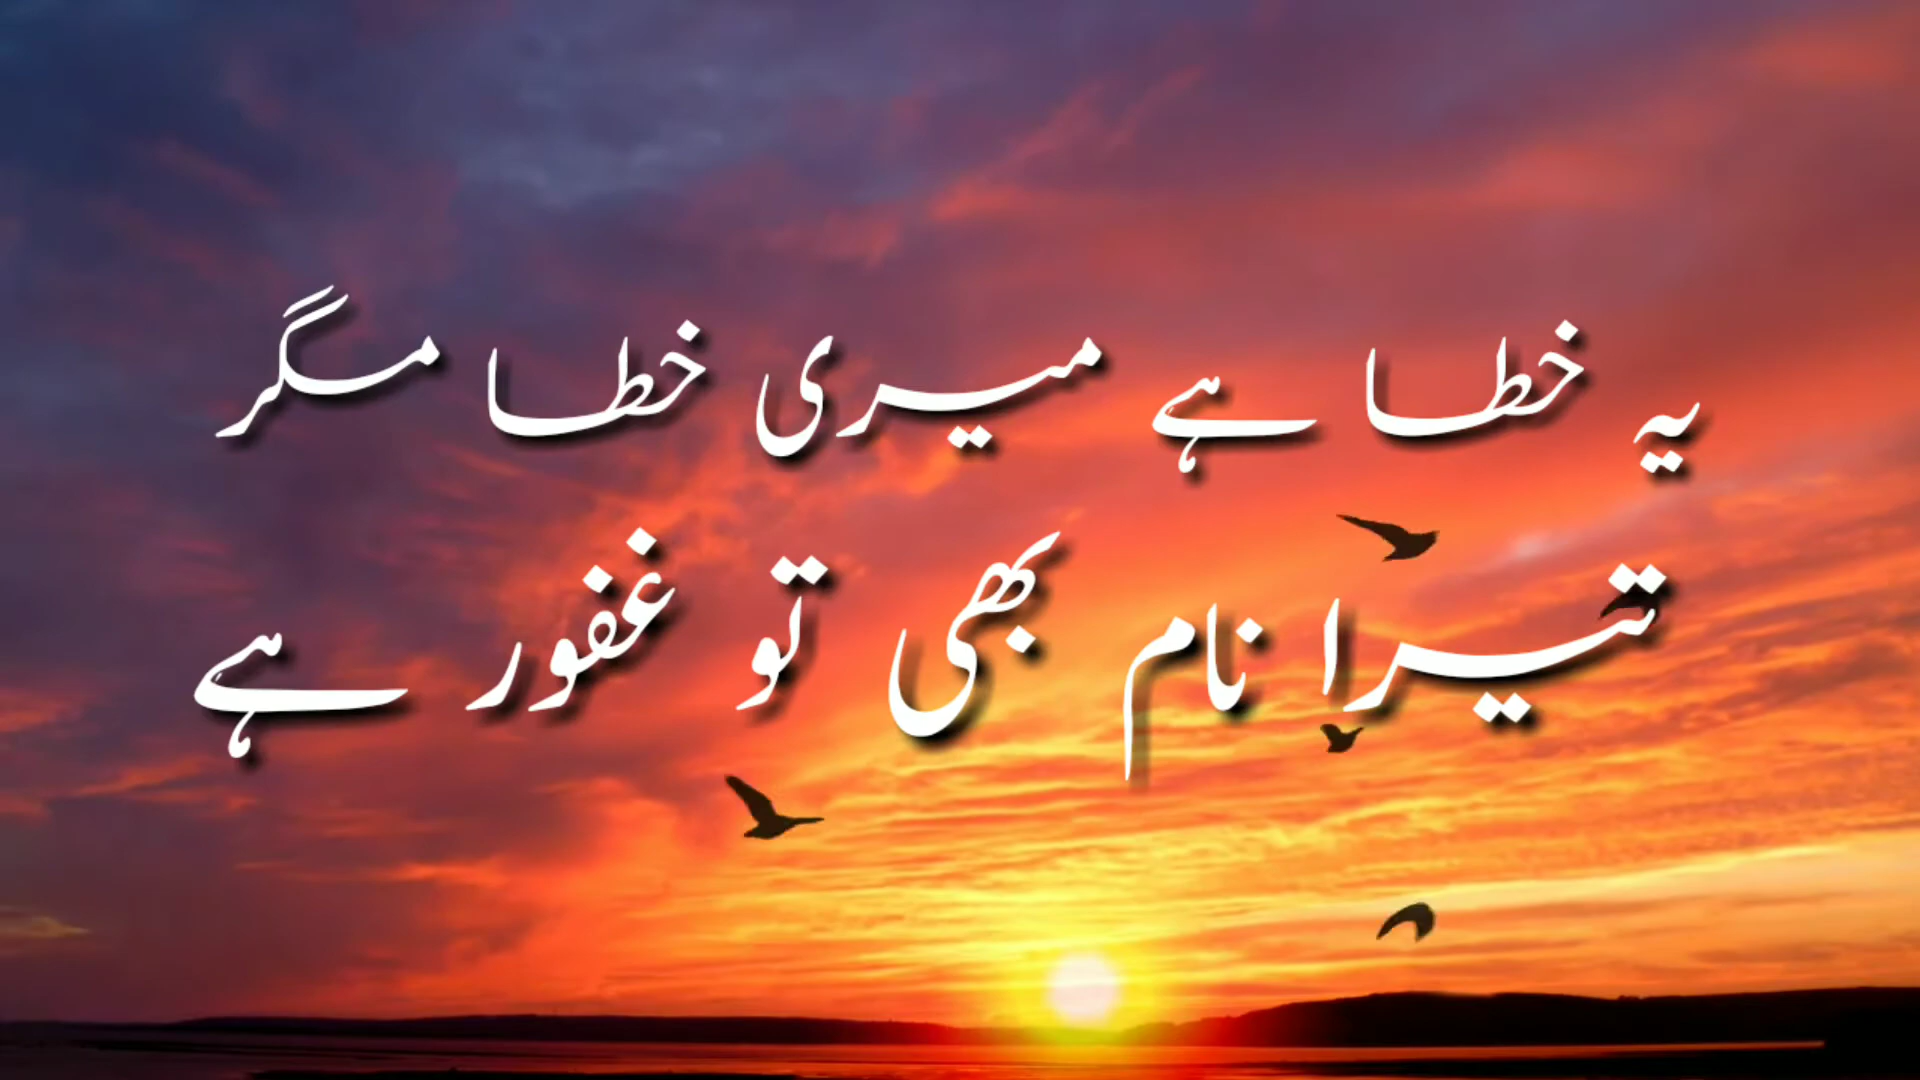 یہ خطا ہے میری خطا مگر
تیرا نام بھی تو غفور ہے